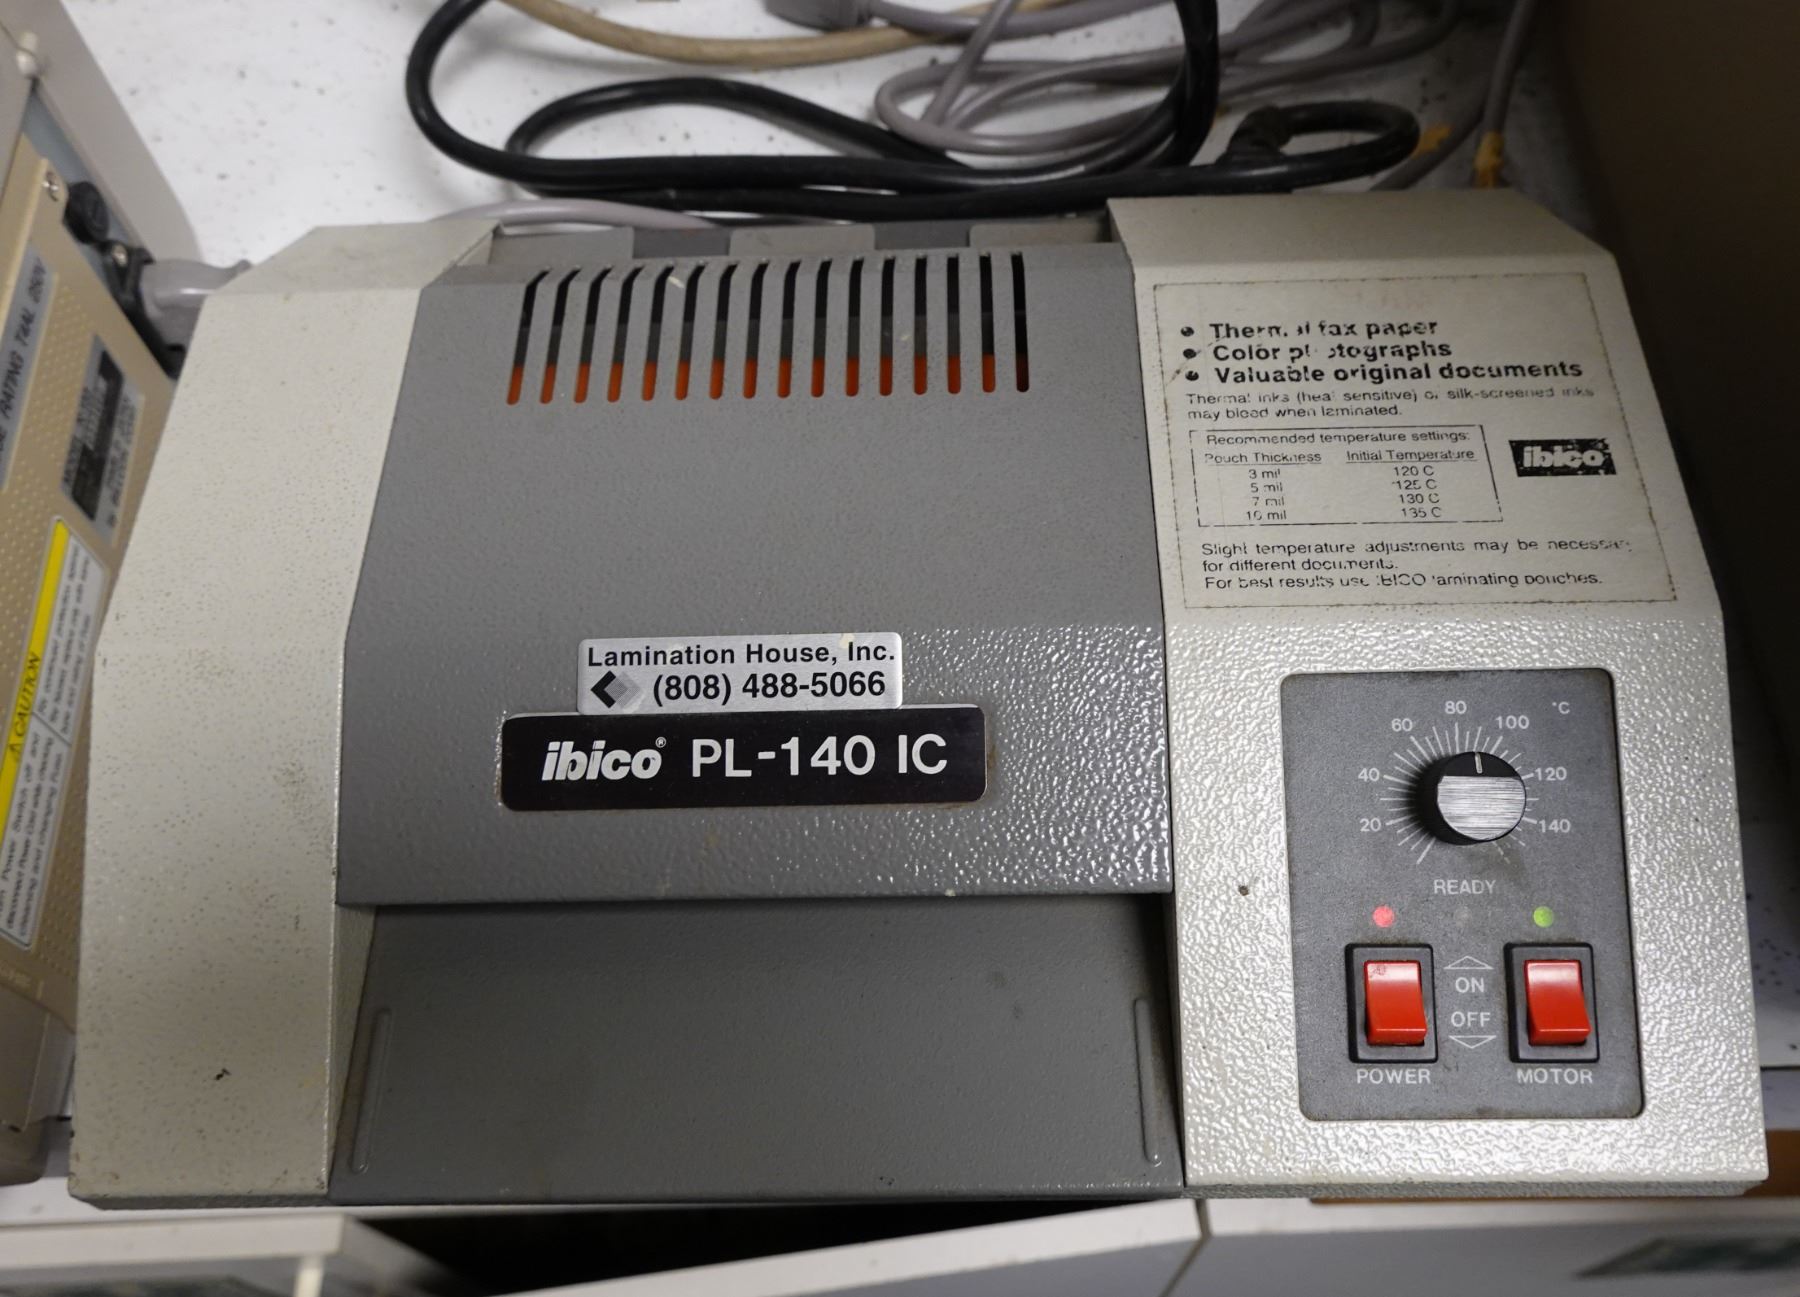 • Thermal fax paper
• Color photographs
• Valuable original documents
Thermal inks (heat sensitive) or silk-screened inks
may bleed when laminated.
Recommended temperature settings:
Pouch Thickness Initial Temperature
3 mil 120 C
5 mil 125 C
7 mil 130 C
10 mil 135 C
ibico
Slight temperature adjustments may be necessary
for different documents.
For best results use IBICO laminating pouches.
Lamination House, Inc.
(808) 488-5066
ibico® PL-140 IC
°C
20 40 60 80 100 120 140
READY
ON
OFF
POWER MOTOR
CAUTION